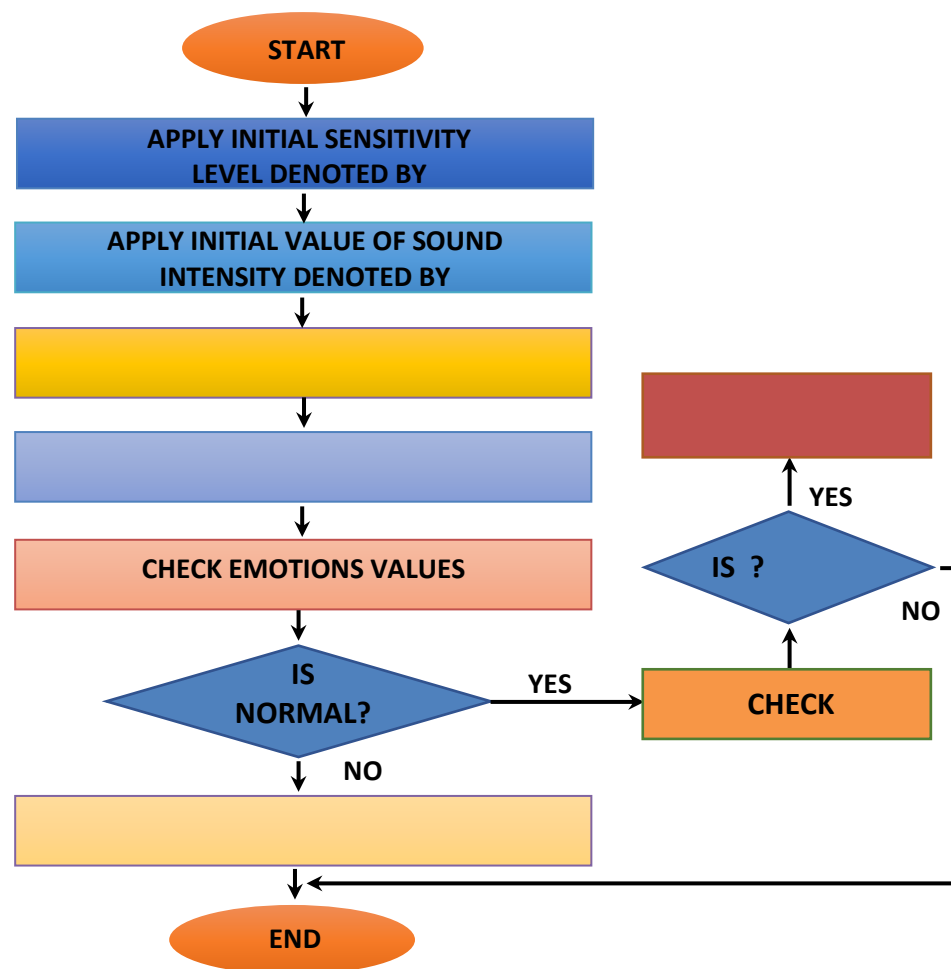 START
APPLY INITIAL SENSITIVITY
LEVEL DENOTED BY
APPLY INITIAL VALUE OF SOUND
INTENSITY DENOTED BY
CHECK EMOTIONS VALUES
IS
NORMAL?
YES
NO
CHECK
IS ?
YES
NO
END